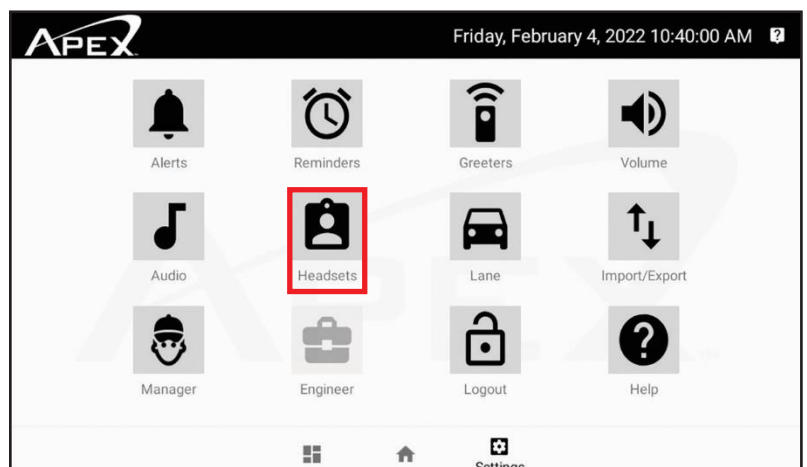 APEX
Friday, February 4, 2022 10:40:00 AM ?
Alerts Reminders Greeters Volume
Audio Headsets Lane Import/Export
Manager Engineer Logout Help
Settings